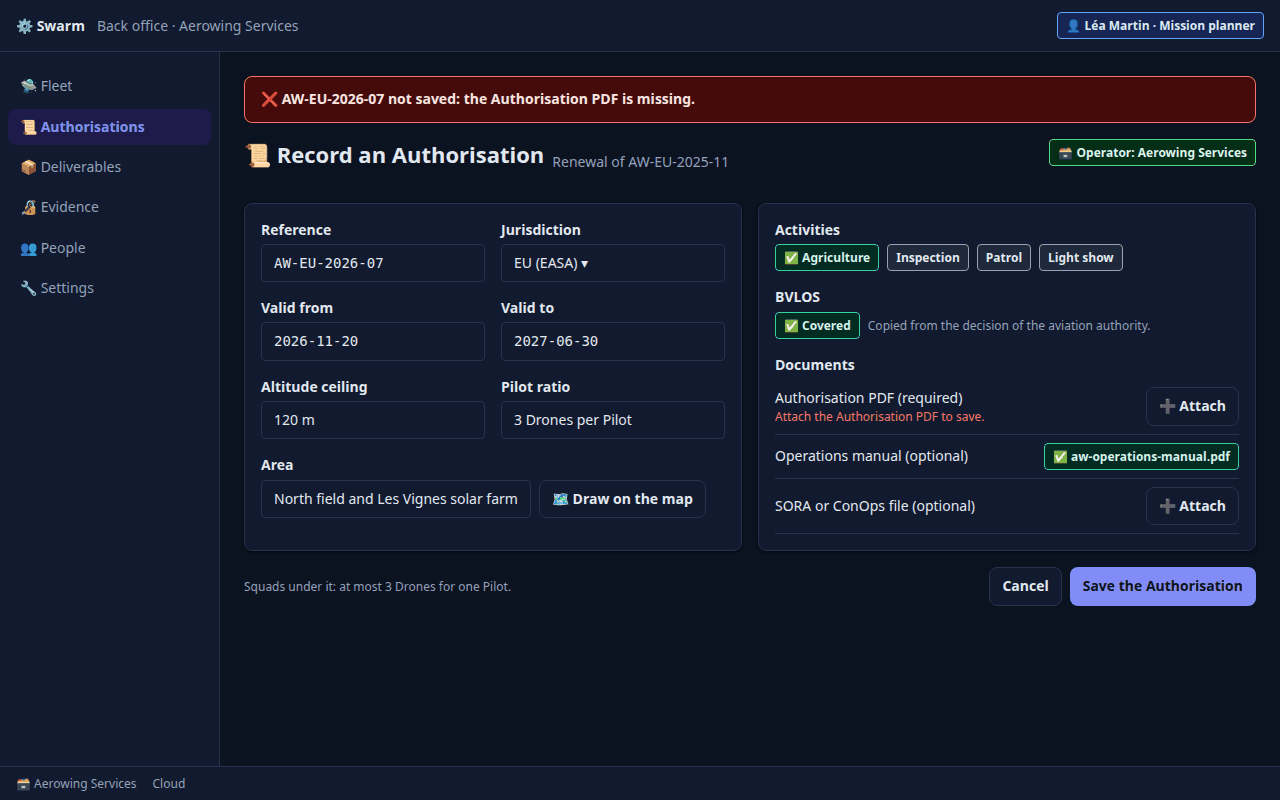 ⚙️ Swarm Back office · Aerowing Services
👤 Léa Martin · Mission planner
🛸 Fleet
📜 Authorisations
📦 Deliverables
🔏 Evidence
👥 People
🔧 Settings
❌ AW-EU-2026-07 not saved: the Authorisation PDF is missing.
📜 Record an Authorisation Renewal of AW-EU-2025-11
🗃️ Operator: Aerowing Services
Reference
AW-EU-2026-07
Jurisdiction
EU (EASA) ▾
Valid from
2026-11-20
Valid to
2027-06-30
Altitude ceiling
120 m
Pilot ratio
3 Drones per Pilot
Area
North field and Les Vignes solar farm
🗺️ Draw on the map
Activities
✅ Agriculture
Inspection
Patrol
Light show
BVLOS
✅ Covered
Copied from the decision of the aviation authority.
Documents
Authorisation PDF (required)
Attach the Authorisation PDF to save.
➕ Attach
Operations manual (optional)
✅ aw-operations-manual.pdf
SORA or ConOps file (optional)
➕ Attach
Squads under it: at most 3 Drones for one Pilot.
Cancel
Save the Authorisation
🗃️ Aerowing Services Cloud